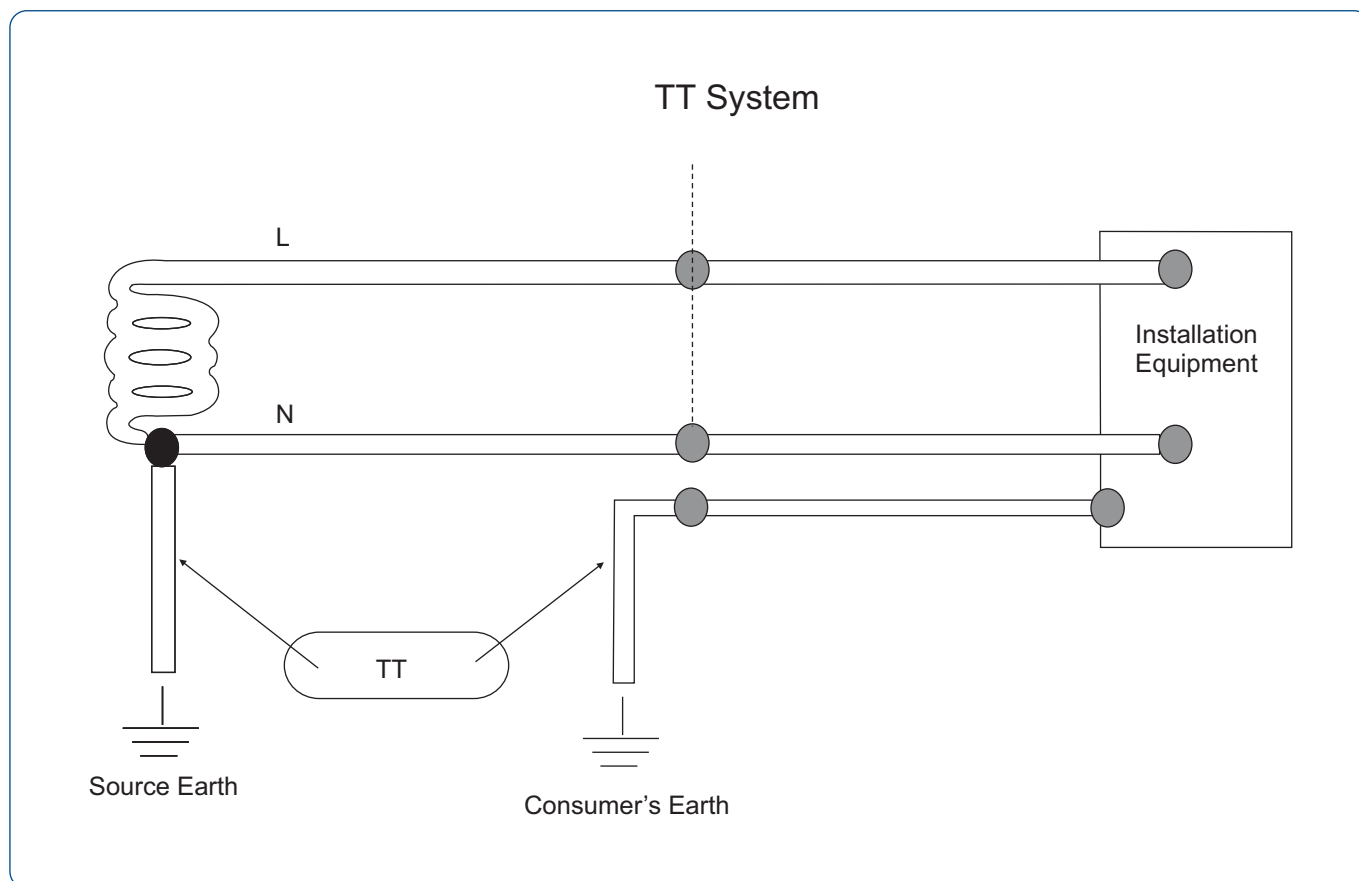 TT System
L
Installation
Equipment
N
TT
Source Earth
Consumer’s Earth